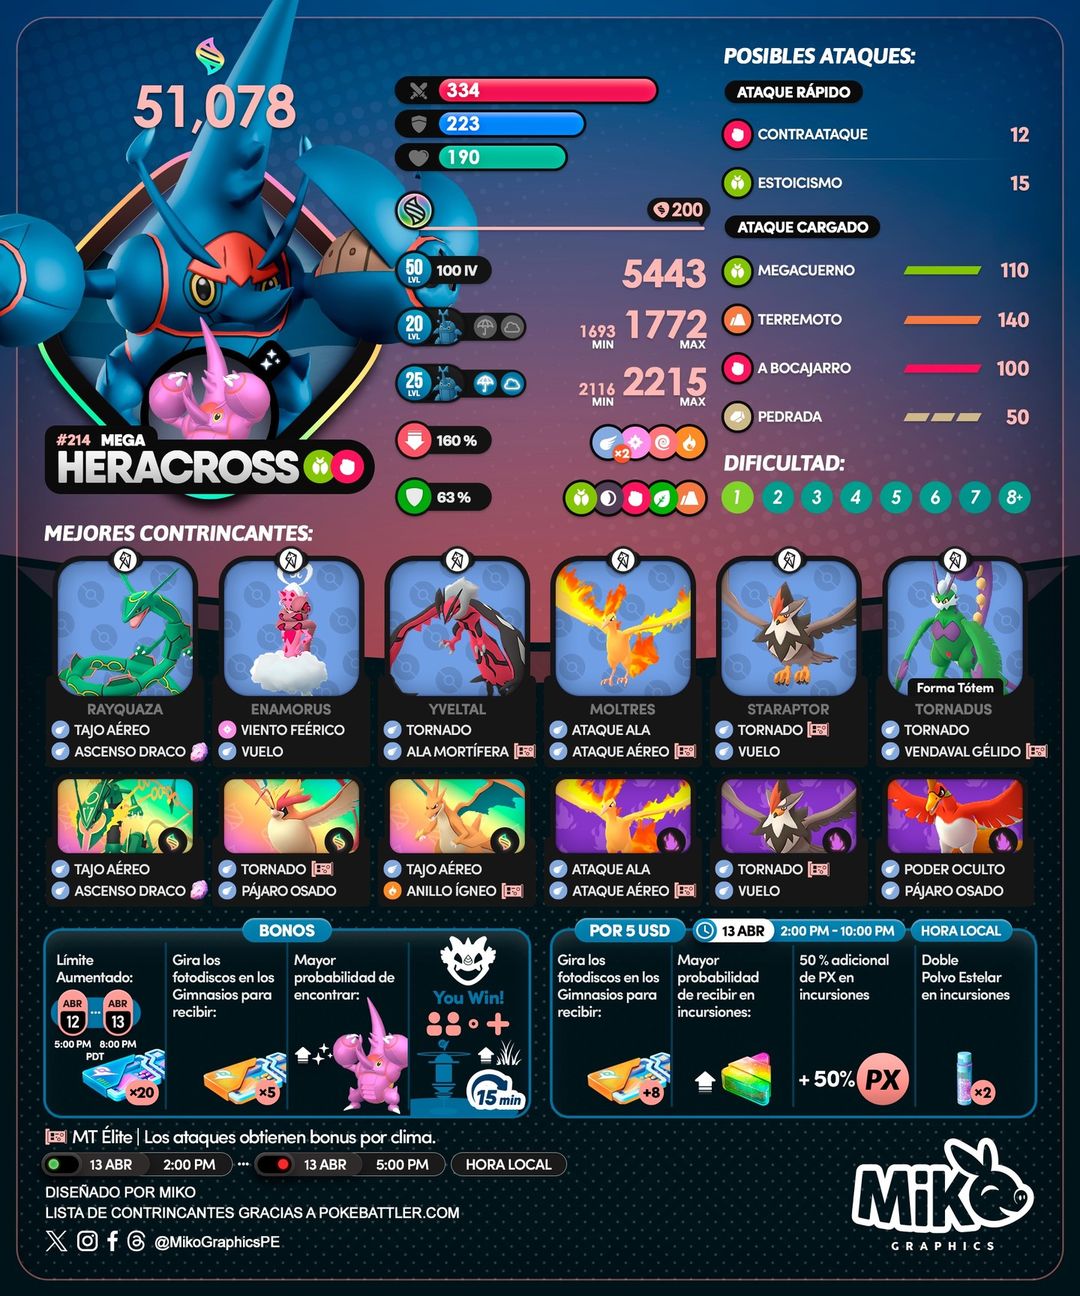 51,078
334
223
190
200
50 LVL 100 IV 5443
20 LVL 1693 MIN 1772 MAX
25 LVL 2116 MIN 2215 MAX
160 %
×2
63 %
#214 MEGA
HERACROSS
POSIBLES ATAQUES:
ATAQUE RÁPIDO
CONTRAATAQUE 12
ESTOICISMO 15
ATAQUE CARGADO
MEGACUERNO 110
TERREMOTO 140
A BOCAJARRO 100
PEDRADA 50
DIFICULTAD:
1 2 3 4 5 6 7 8+
MEJORES CONTRINCANTES:
RAYQUAZA
TAJO AÉREO
ASCENSO DRACO
ENAMORUS
VIENTO FEÉRICO
VUELO
YVELTAL
TORNADO
ALA MORTÍFERA
MOLTRES
ATAQUE ALA
ATAQUE AÉREO
STARAPTOR
TORNADO
VUELO
Forma Tótem
TORNADUS
TORNADO
VENDAVAL GÉLIDO
TAJO AÉREO
ASCENSO DRACO
TORNADO
PÁJARO OSADO
TAJO AÉREO
ANILLO ÍGNEO
ATAQUE ALA
ATAQUE AÉREO
TORNADO
VUELO
PODER OCULTO
PÁJARO OSADO
BONOS
Límite
Aumentado:
ABR 12 ... ABR 13
5:00 PM 8:00 PM
PDT
×20
Gira los
fotodiscos en los
Gimnasios para
recibir:
×5
Mayor
probabilidad de
encontrar:
You Win!
15 min
POR 5 USD
13 ABR 2:00 PM - 10:00 PM
HORA LOCAL
Gira los
fotodiscos en los
Gimnasios para
recibir:
+8
Mayor
probabilidad
de recibir en
incursiones:
50 % adicional
de PX en
incursiones
+ 50% PX
Doble
Polvo Estelar
en incursiones
×2
MT Élite | Los ataques obtienen bonus por clima.
13 ABR 2:00 PM ... 13 ABR 5:00 PM HORA LOCAL
DISEÑADO POR MIKO
LISTA DE CONTRINCANTES GRACIAS A POKEBATTLER.COM
@MikoGraphicsPE
MiKO
GRAPHICS